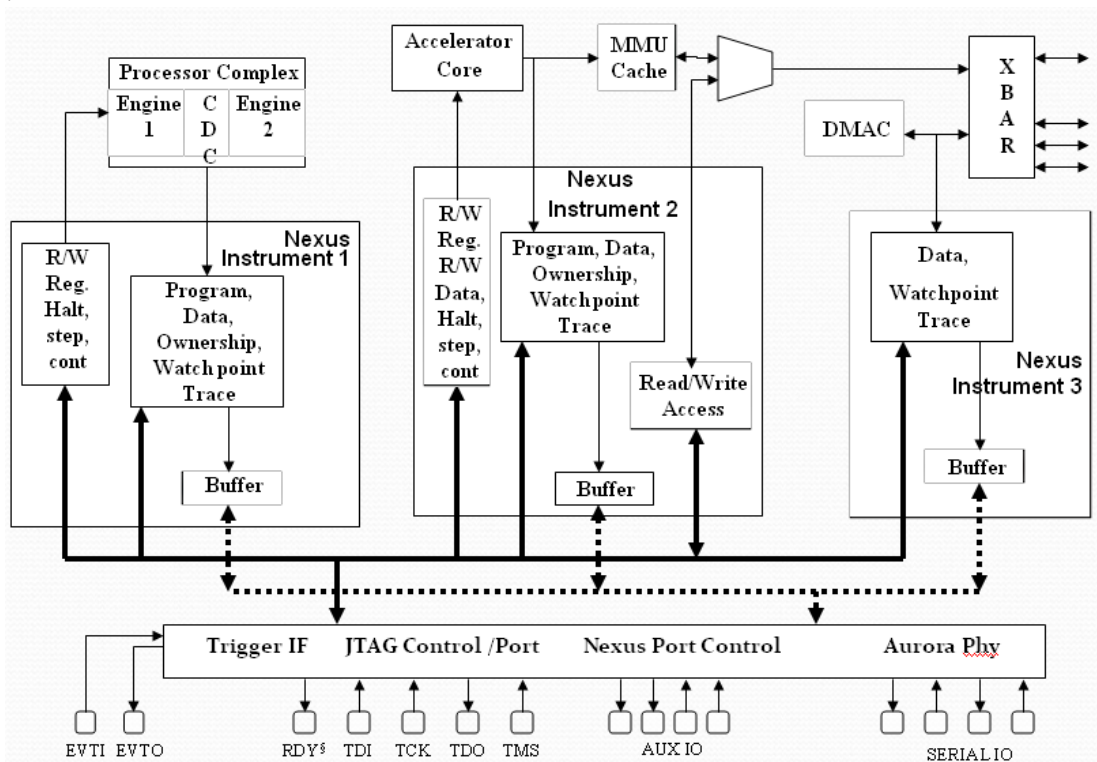 Accelerator
Core
MMU
Cache
X
B
A
R
Processor Complex
Engine
1
C
D
C
Engine
2
DMAC
Nexus
Instrument 1
R/W
Reg.
Halt,
step,
cont
Program,
Data,
Ownership,
Watchpoint
Trace
Buffer
Nexus
Instrument 2
R/W
Reg.
R/W
Data,
Halt,
step,
cont
Program, Data,
Ownership,
Watchpoint
Trace
Read/Write
Access
Buffer
Data,
Watchpoint
Trace
Nexus
Instrument 3
Buffer
Trigger IF JTAG Control /Port Nexus Port Control Aurora Phy
EVTI EVTO RDY§ TDI TCK TDO TMS AUX IO SERIAL IO